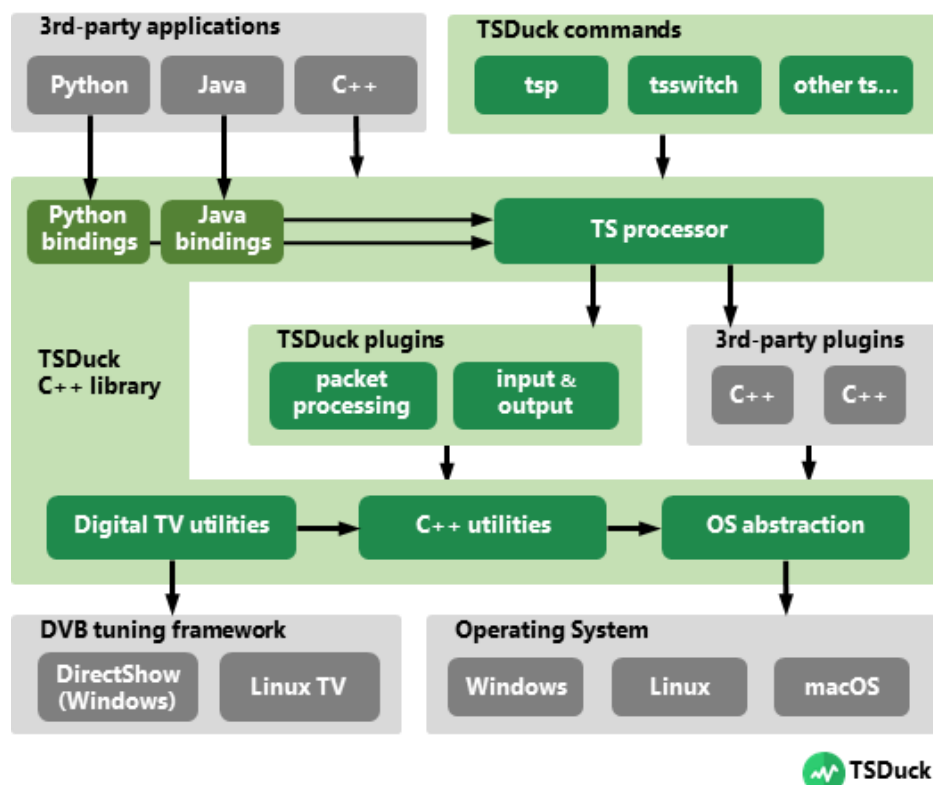 3rd-party applications
Python
Java
C++
TSDuck commands
tsp
tsswitch
other ts...
Python
bindings
Java
bindings
TS processor
TSDuck
C++ library
TSDuck plugins
packet
processing
input &
output
3rd-party plugins
C++
C++
Digital TV utilities
C++ utilities
OS abstraction
DVB tuning framework
DirectShow
(Windows)
Linux TV
Operating System
Windows
Linux
macOS
TSDuck